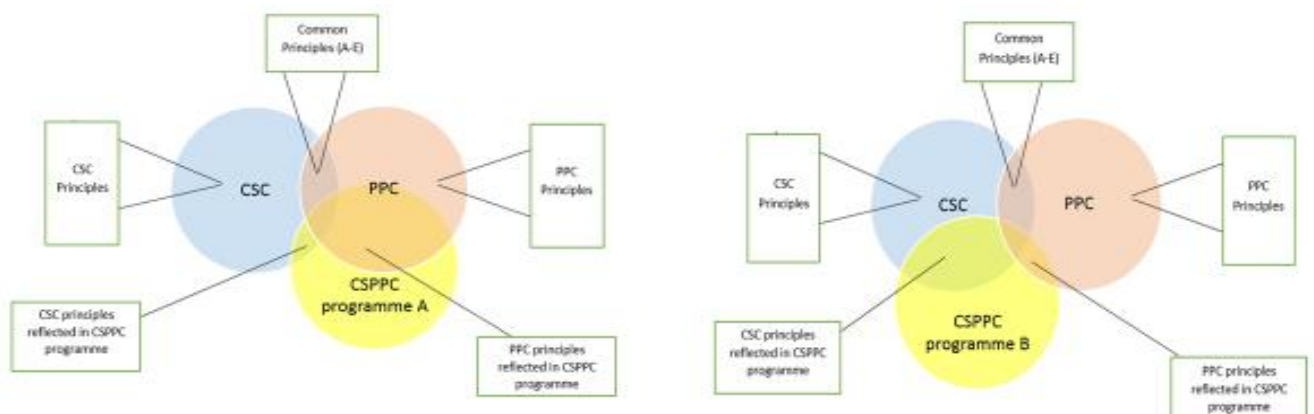 Common
Principles (A-E)
CSC
Principles
CSC
PPC
PPC
Principles
CSPPC
programme A
CSC principles
reflected in CSPPC
programme
PPC principles
reflected in CSPPC
programme
Common
Principles (A-E)
CSC
Principles
CSC
PPC
PPC
Principles
CSPPC
programme B
CSC principles
reflected in CSPPC
programme
PPC principles
reflected in CSPPC
programme